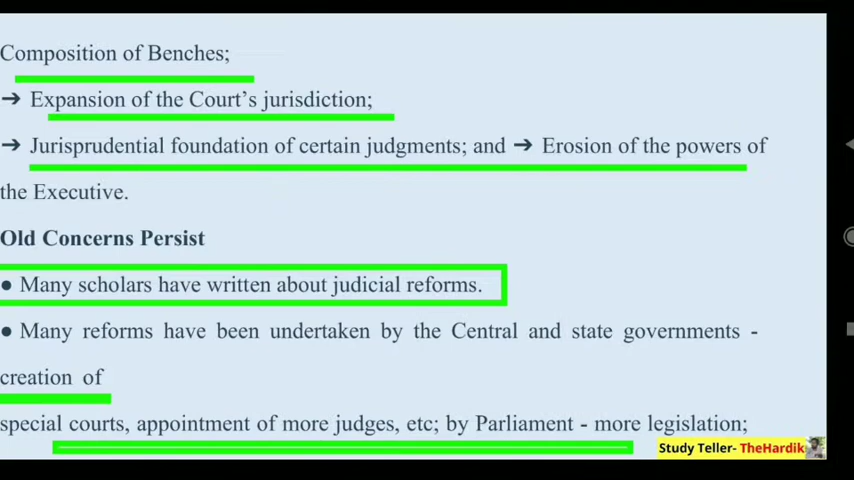 Composition of Benches;
➔ Expansion of the Court's jurisdiction;
➔ Jurisprudential foundation of certain judgments; and ➔ Erosion of the powers of
the Executive.
Old Concerns Persist
● Many scholars have written about judicial reforms.
● Many reforms have been undertaken by the Central and state governments -
creation of
special courts, appointment of more judges, etc; by Parliament - more legislation;
Study Teller- TheHardik